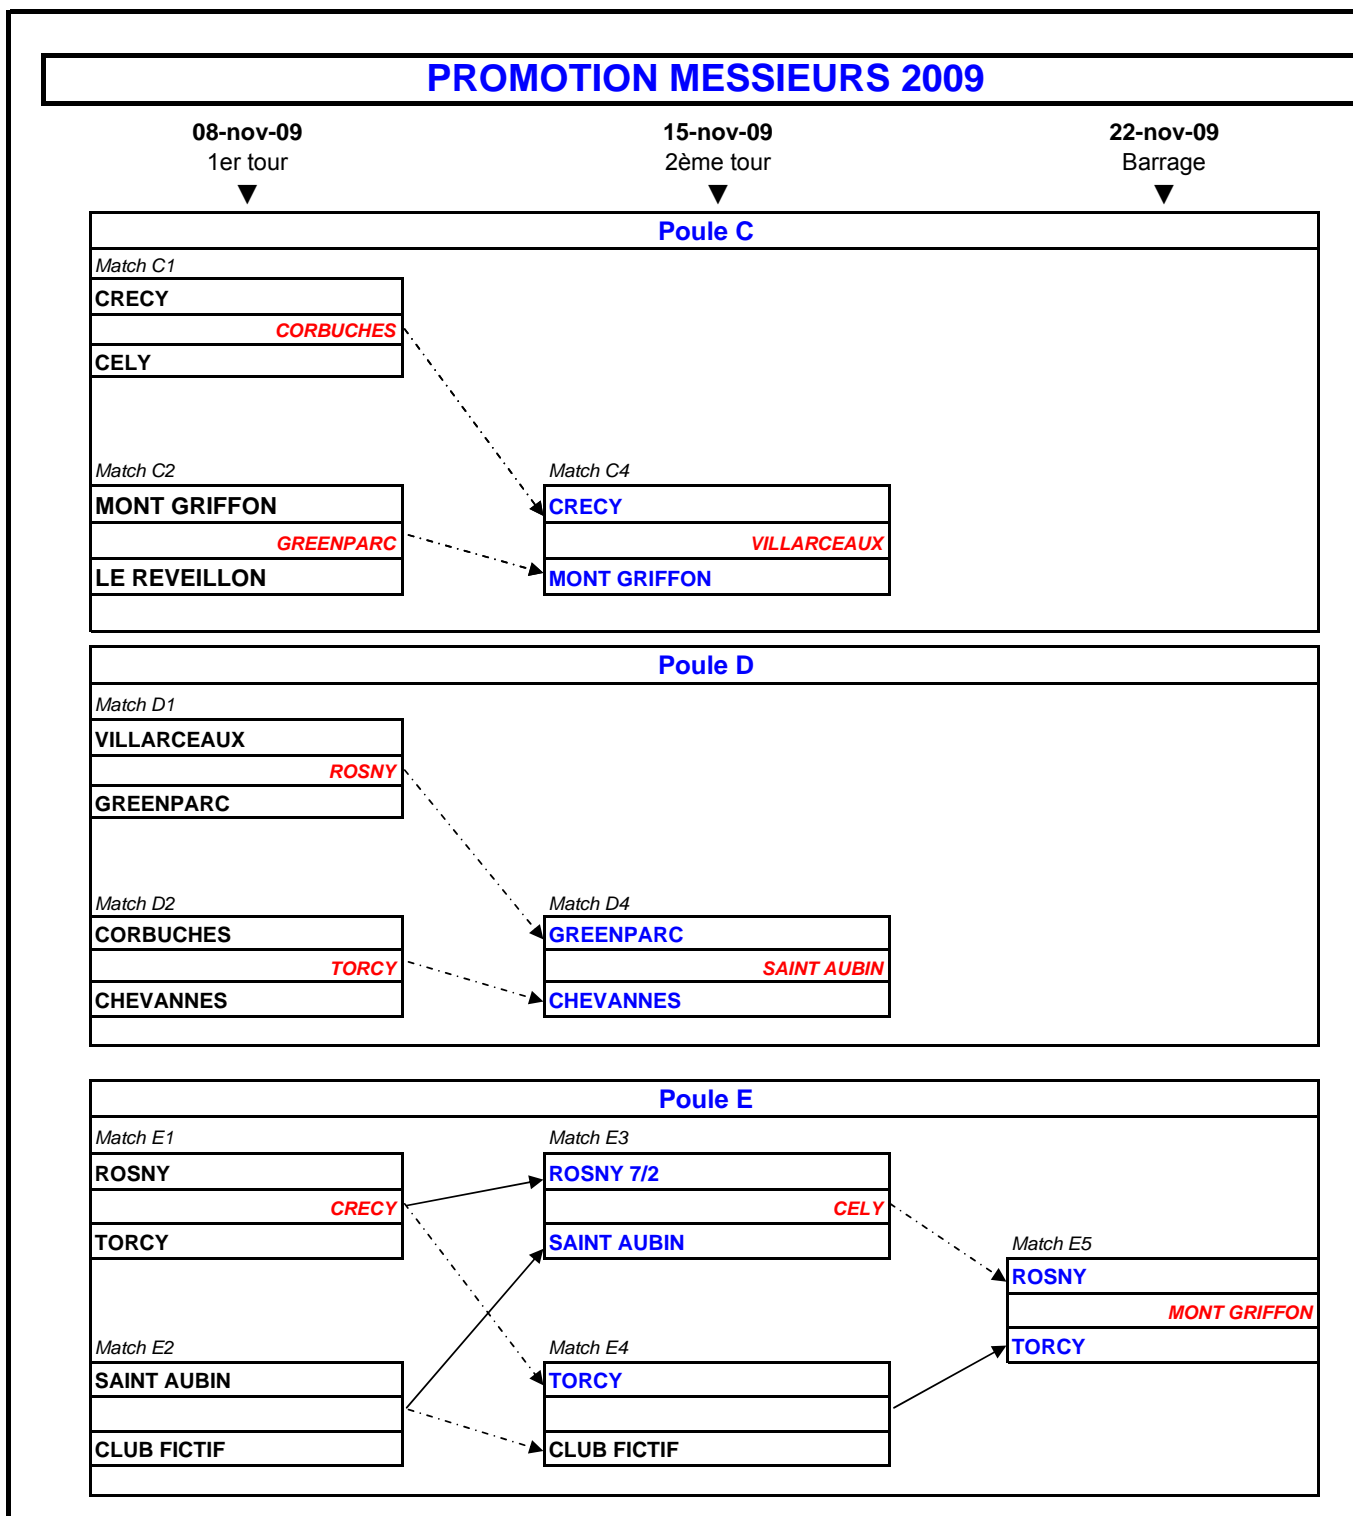 PROMOTION MESSIEURS 2009
08-nov-09 15-nov-09 22-nov-09
1er tour 2ème tour Barrage
Poule C
Match C1
CRECY
CORBUCHES
CELY
Match C2 Match C4
MONT GRIFFON CRECY
GREENPARC VILLARCEAUX
LE REVEILLON MONT GRIFFON
Poule D
Match D1
VILLARCEAUX
ROSNY
GREENPARC
Match D2 Match D4
CORBUCHES GREENPARC
TORCY SAINT AUBIN
CHEVANNES CHEVANNES
Poule E
Match E1 Match E3
ROSNY ROSNY 7/2
CRECY CELY
TORCY SAINT AUBIN
Match E5
ROSNY
MONT GRIFFON
TORCY
Match E2 Match E4
SAINT AUBIN TORCY
CLUB FICTIF CLUB FICTIF